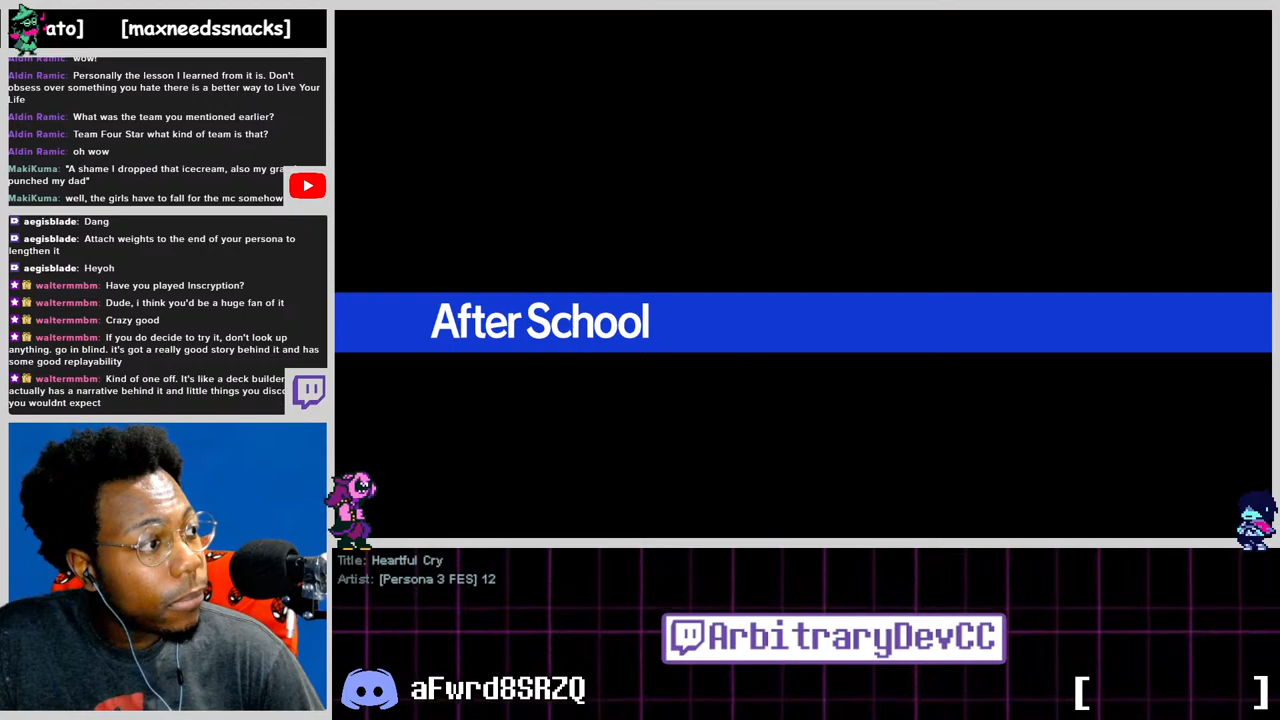 ato] [maxneedssnacks]
Aldin Ramic: wow!
Aldin Ramic: Personally the lesson I learned from it is. Don't
obsess over something you hate there is a better way to Live Your
Life
Aldin Ramic: What was the team you mentioned earlier?
Aldin Ramic: Team Four Star what kind of team is that?
Aldin Ramic: oh wow
MakiKuma: "A shame I dropped that icecream, also my
punched my dad"
MakiKuma: well, the girls have to fall for the mc somehow
aegisblade: Dang
aegisblade: Attach weights to the end of your persona to
lengthen it
aegisblade: Heyoh
waltermmbm: Have you played Inscryption?
waltermmbm: Dude, i think you'd be a huge fan of it
waltermmbm: Crazy good
waltermmbm: If you do decide to try it, don't look up
anything. go in blind. it's got a really good story behind it and has
some good replayability
waltermmbm: Kind of one off. It's like a deck builder
actually has a narrative behind it and little things you
you wouldnt expect
After School
Title: Heartful Cry
Artist: [Persona 3 FES] 12
ArbitraryDevCC
aFwrd8SRZQ
[ ]